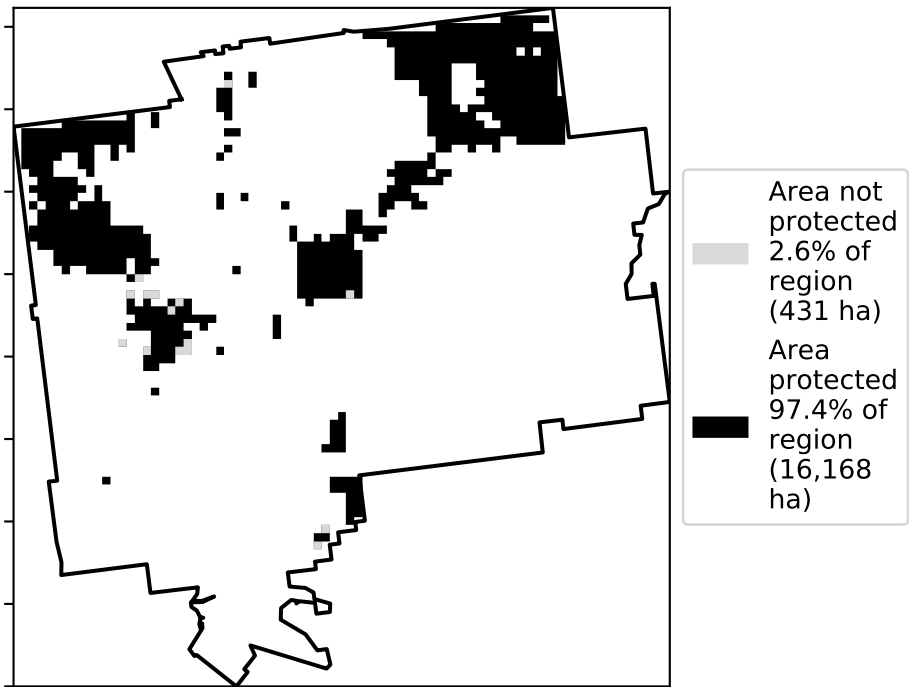 Area not
protected
2.6% of
region
(431 ha)
Area
protected
97.4% of
region
(16,168
ha)